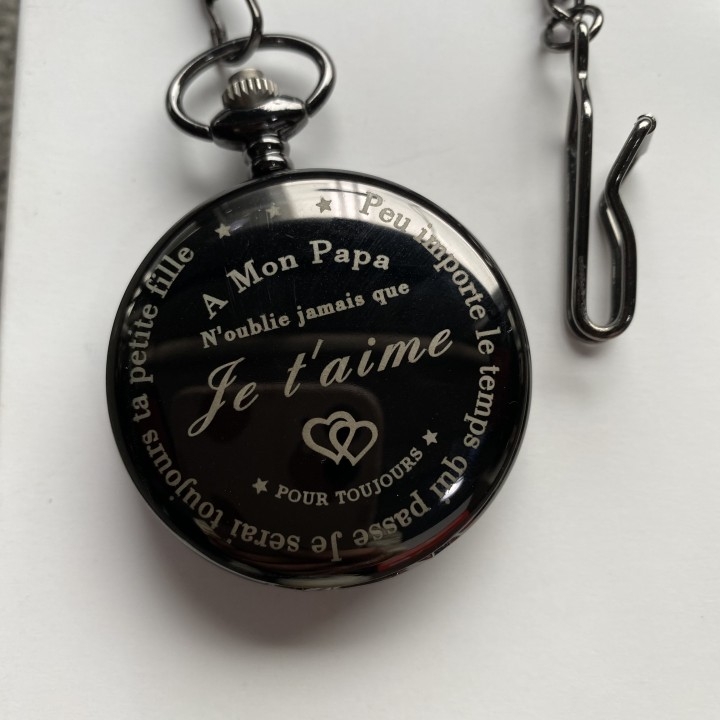 A Mon Papa
N'oublie jamais que
Je t'aime
POUR TOUJOURS
Peu importe le temps qui passe Je serai toujours ta petite fille